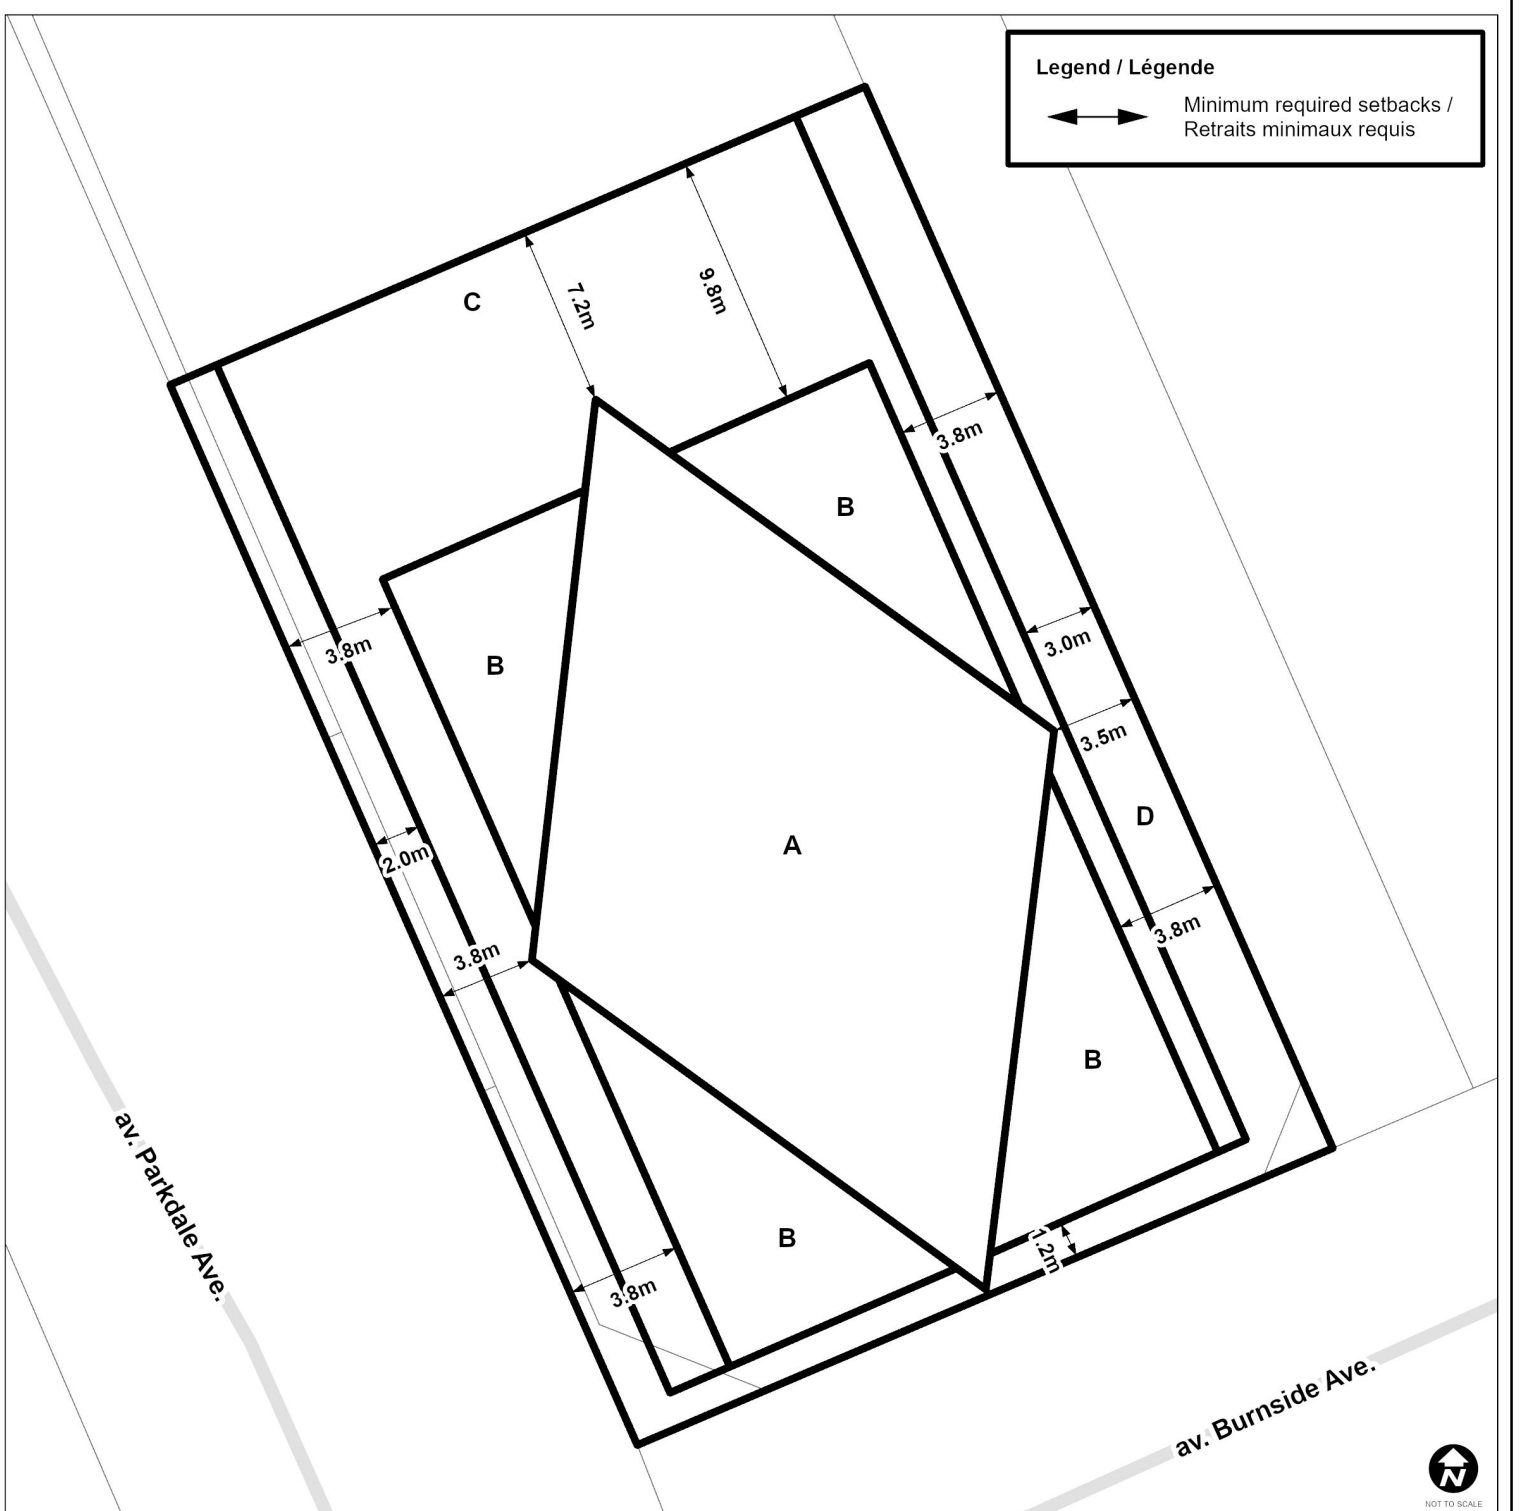 Legend / Légende
Minimum required setbacks /
Retraits minimaux requis
C
7.2m
9.8m
3.8m
B
3.8m
B
3.0m
3.5m
D
A
2.0m
3.8m
3.8m
B
B
3.8m
1.2m
av. Parkdale Ave.
av. Burnside Ave.
N
NOT TO SCALE